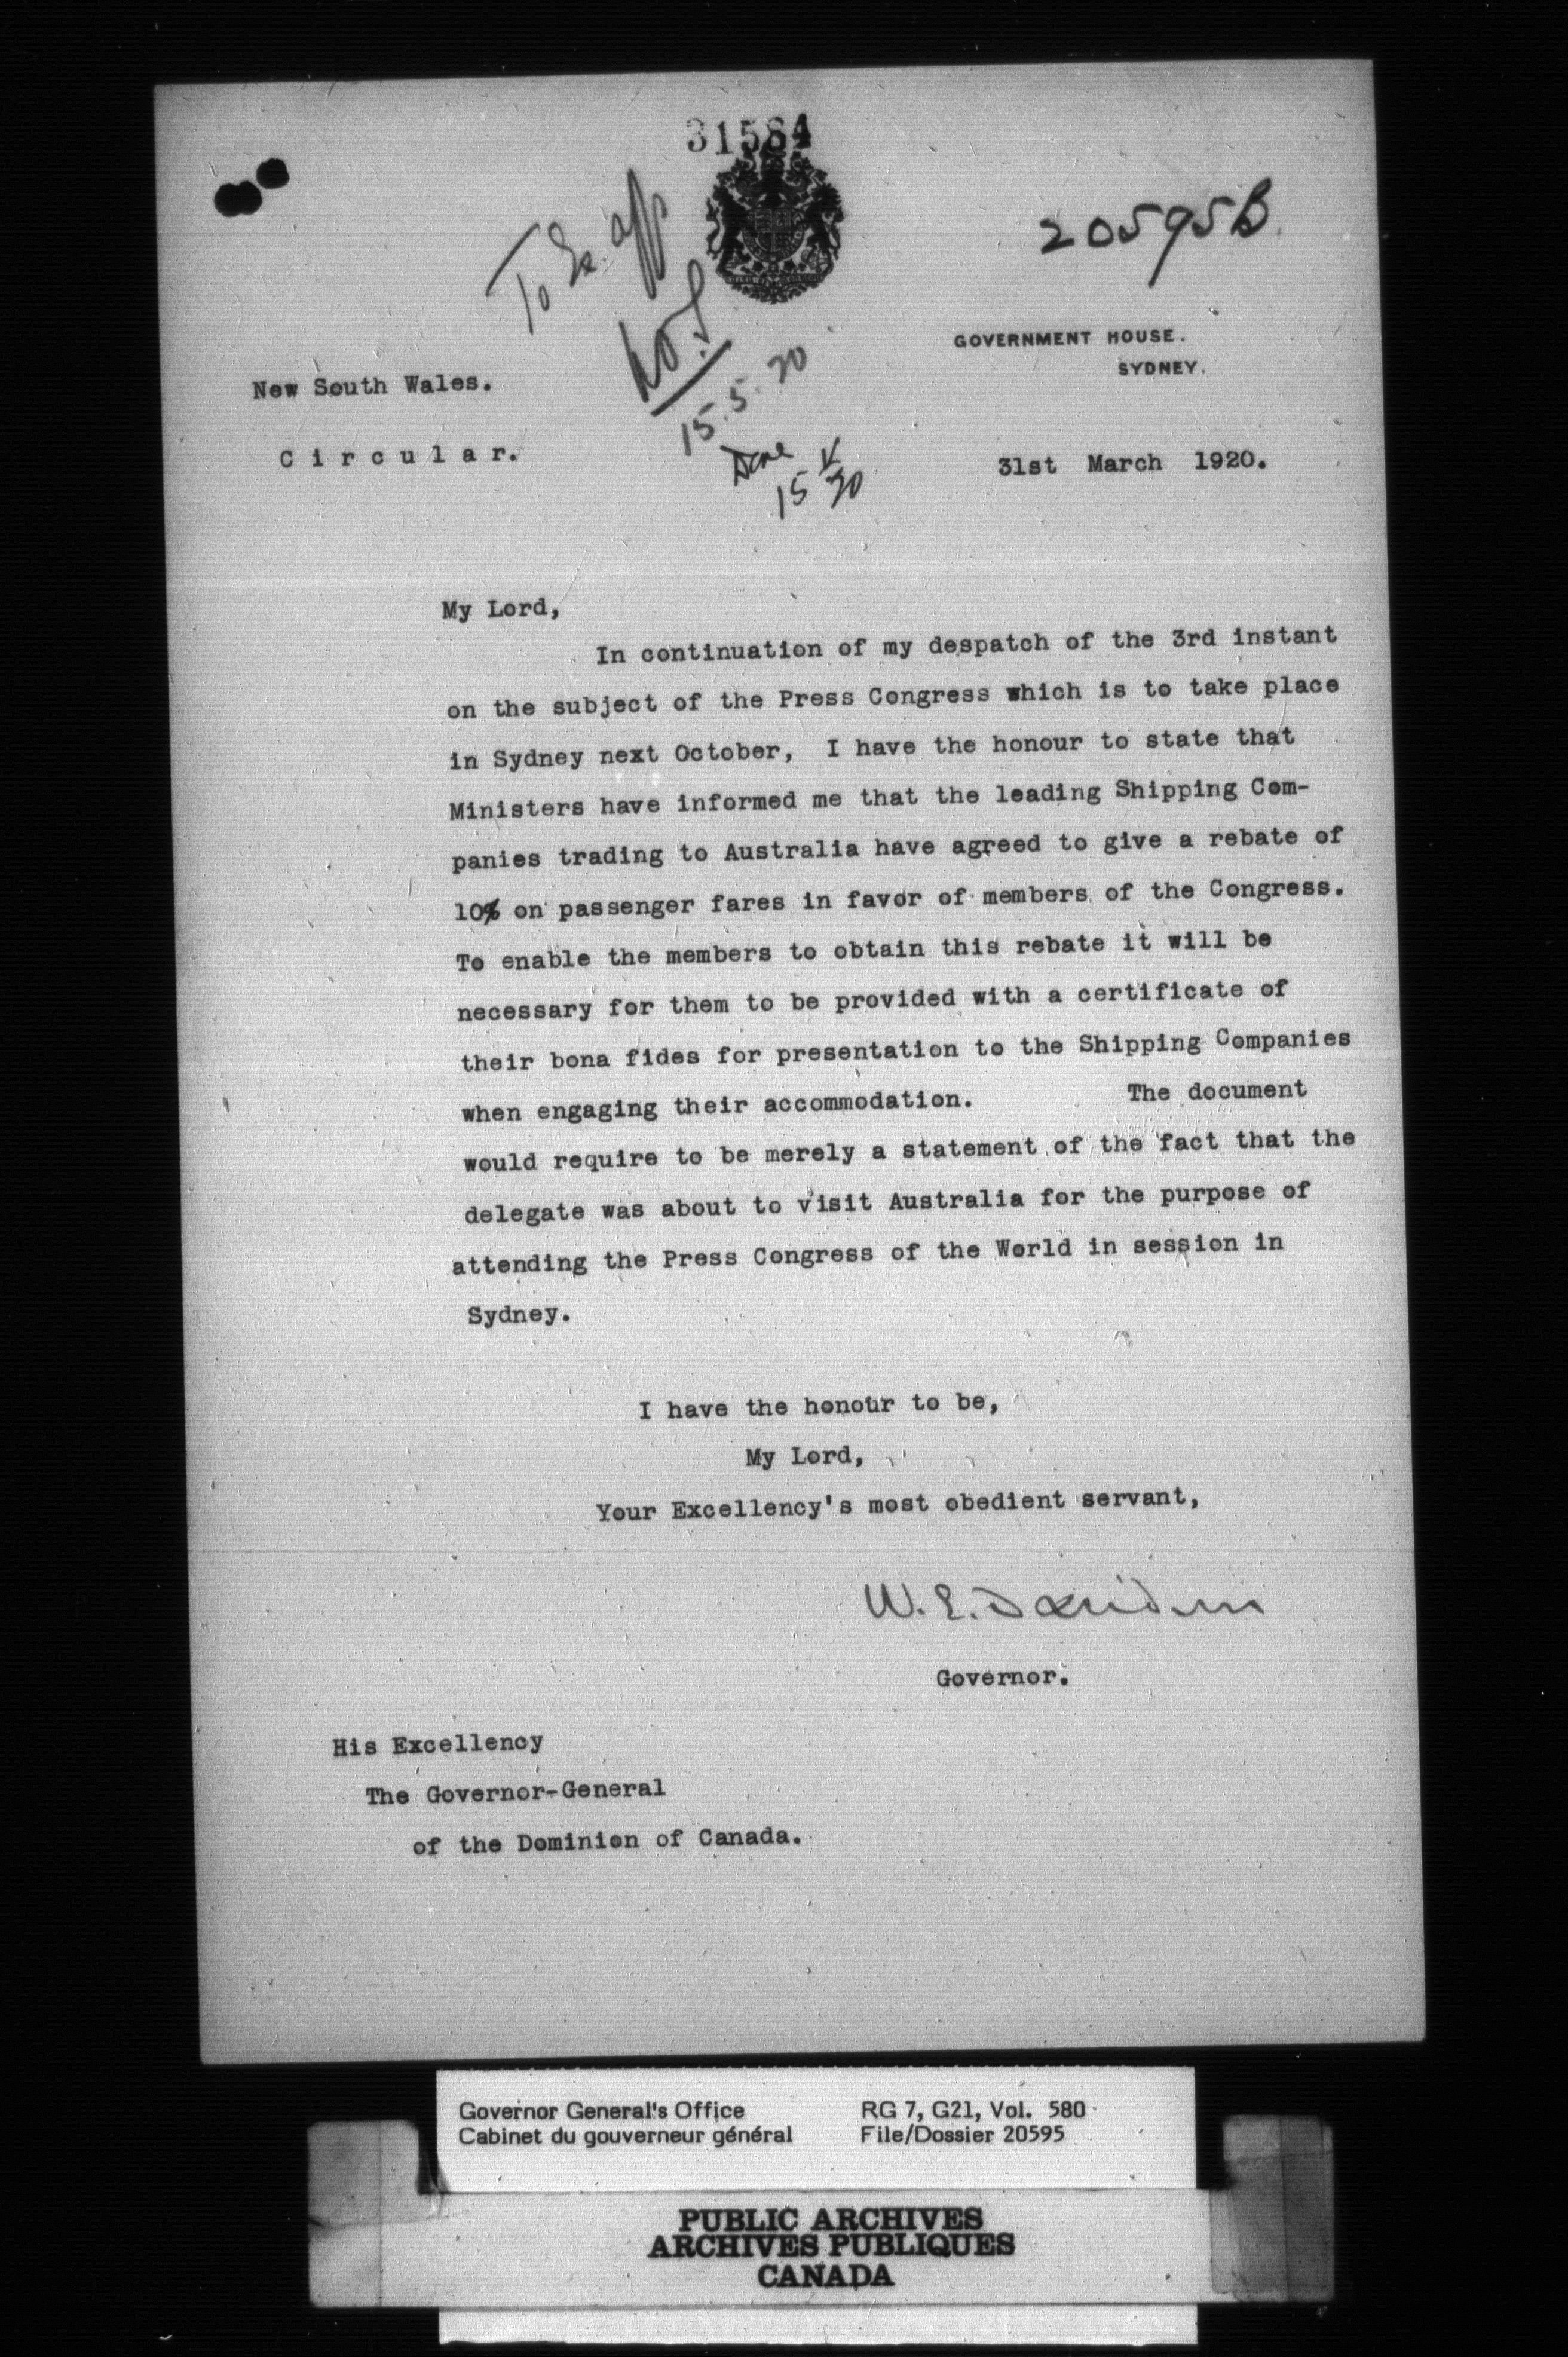 31584
20595B.
To Ex. aff
15.5.20
Done
15 V 20
GOVERNMENT HOUSE.
SYDNEY.
New South Wales.
Circular.
31st March 1920.
My Lord,
In continuation of my despatch of the 3rd instant
on the subject of the Press Congress which is to take place
in Sydney next October, I have the honour to state that
Ministers have informed me that the leading Shipping Com-
panies trading to Australia have agreed to give a rebate of
10% on passenger fares in favor of members of the Congress.
To enable the members to obtain this rebate it will be
necessary for them to be provided with a certificate of
their bona fides for presentation to the Shipping Companies
when engaging their accommodation. The document
would require to be merely a statement of the fact that the
delegate was about to visit Australia for the purpose of
attending the Press Congress of the World in session in
Sydney.
I have the honour to be,
My Lord,
Your Excellency's most obedient servant,
W. E. Davidson
Governor.
His Excellency
The Governor-General
of the Dominion of Canada.
Governor General's Office RG 7, G21, Vol. 580
Cabinet du gouverneur général File/Dossier 20595
PUBLIC ARCHIVES
ARCHIVES PUBLIQUES
CANADA